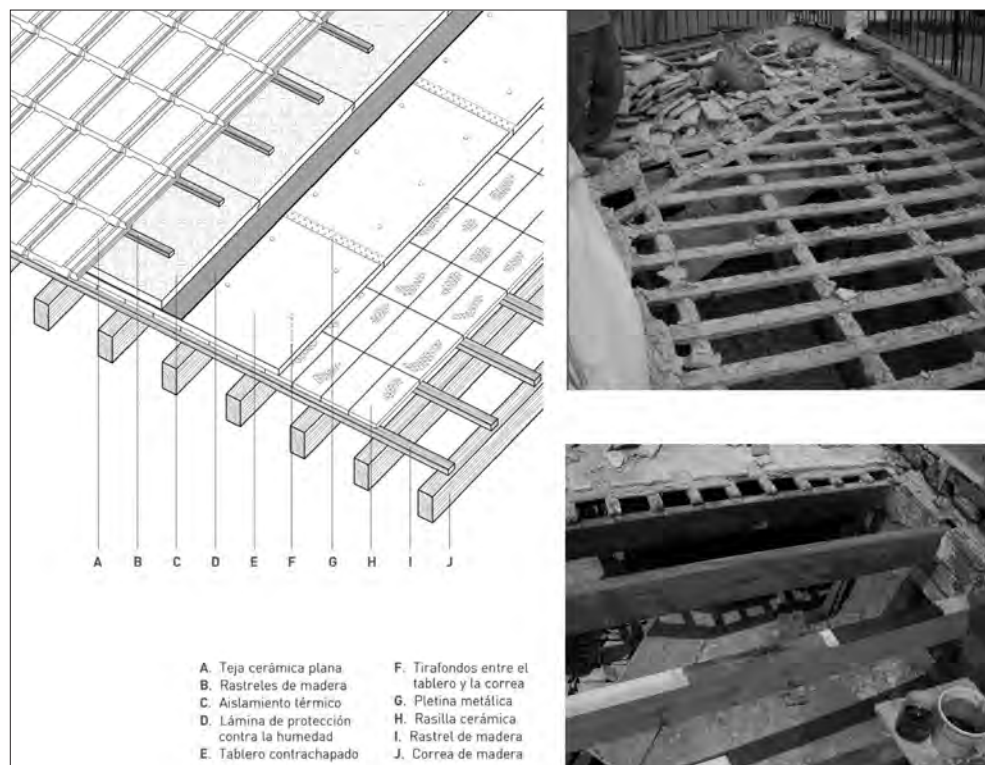 A B C D E F G H I J
A. Teja cerámica plana
B. Rastreles de madera
C. Aislamiento térmico
D. Lámina de protección
contra la humedad
E. Tablero contrachapado
F. Tirafondos entre el
tablero y la correa
G. Pletina metálica
H. Rasilla cerámica
I. Rastrel de madera
J. Correa de madera